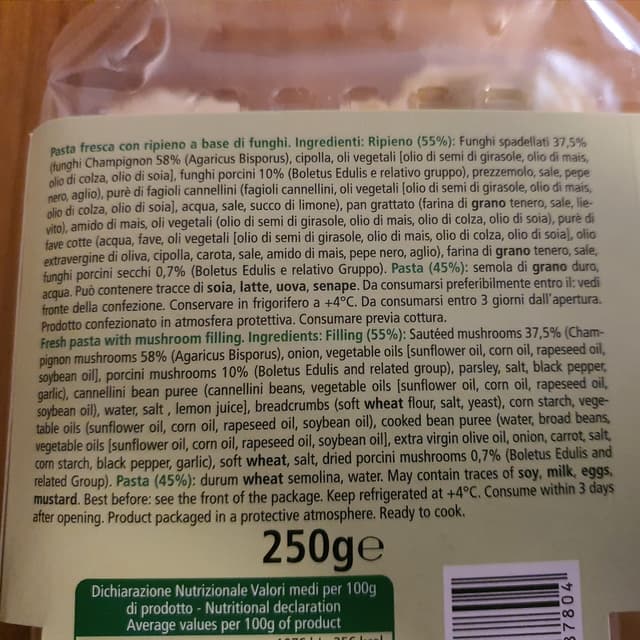 Pasta fresca con ripieno a base di funghi. Ingredienti: Ripieno (55%): Funghi spadellati 37,5%
(funghi Champignon 58% (Agaricus Bisporus), cipolla, oli vegetali [olio di semi di girasole, olio di mais,
olio di colza, olio di soia], funghi porcini 10% (Boletus Edulis e relativo gruppo), prezzemolo, sale, pepe
nero, aglio), purè di fagioli cannellini (fagioli cannellini, oli vegetali [olio di semi di girasole, olio di mais,
olio di colza, olio di soia], acqua, sale, succo di limone), pan grattato (farina di grano tenero, sale, lie-
vito), amido di mais, oli vegetali (olio di semi di girasole, olio di mais, olio di colza, olio di soia), purè di
fave cotte (acqua, fave, oli vegetali [olio di semi di girasole, olio di mais, olio di colza, olio di soia], olio
extravergine di oliva, cipolla, carota, sale, amido di mais, pepe nero, aglio), farina di grano tenero, sale,
funghi porcini secchi 0,7% (Boletus Edulis e relativo Gruppo). Pasta (45%): semola di grano duro,
acqua. Può contenere tracce di soia, latte, uova, senape. Da consumarsi preferibilmente entro il: vedi
fronte della confezione. Conservare in frigorifero a +4°C. Da consumarsi entro 3 giorni dall'apertura.
Prodotto confezionato in atmosfera protettiva. Consumare previa cottura.
Fresh pasta with mushroom filling. Ingredients: Filling (55%): Sautéed mushrooms 37,5% (Cham-
pignon mushrooms 58% (Agaricus Bisporus), onion, vegetable oils [sunflower oil, corn oil, rapeseed oil,
soybean oil], porcini mushrooms 10% (Boletus Edulis and related group), parsley, salt, black pepper,
garlic), cannellini bean puree (cannellini beans, vegetable oils [sunflower oil, corn oil, rapeseed oil,
soybean oil), water, salt , lemon juice], breadcrumbs (soft wheat flour, salt, yeast), corn starch, vege-
table oils (sunflower oil, corn oil, rapeseed oil, soybean oil), cooked bean puree (water, broad beans,
vegetable oils [sunflower oil, corn oil, rapeseed oil, soybean oil], extra virgin olive oil, onion, carrot, salt,
corn starch, black pepper, garlic), soft wheat, salt, dried porcini mushrooms 0,7% (Boletus Edulis and
related Group). Pasta (45%): durum wheat semolina, water. May contain traces of soy, milk, eggs,
mustard. Best before: see the front of the package. Keep refrigerated at +4°C. Consume within 3 days
after opening. Product packaged in a protective atmosphere. Ready to cook.
250g℮
Dichiarazione Nutrizionale Valori medi per 100g
di prodotto - Nutritional declaration
Average values per 100g of product
37804